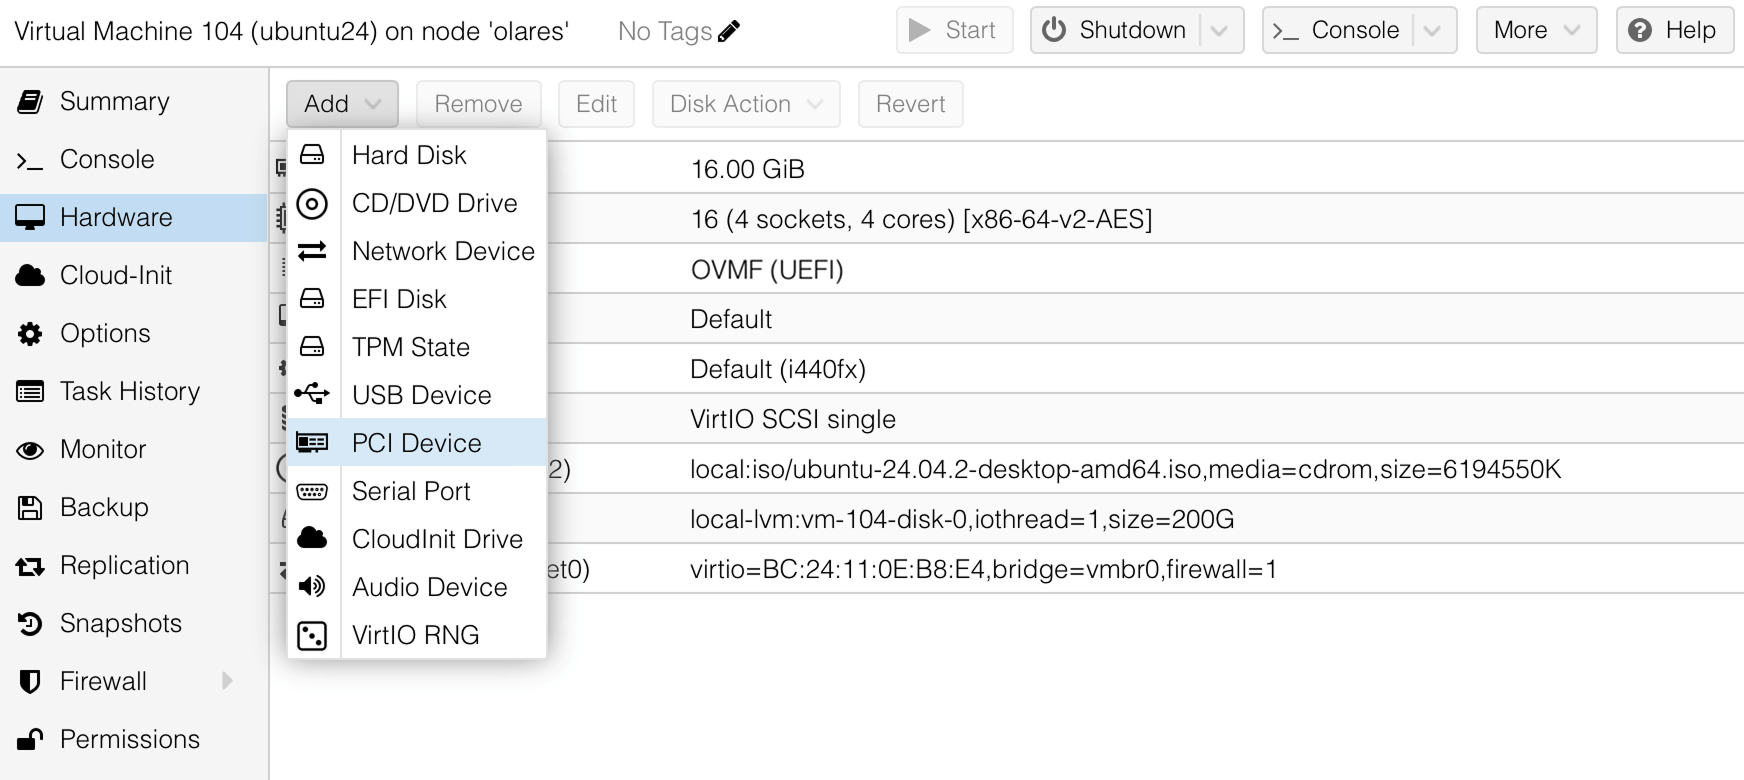 Virtual Machine 104 (ubuntu24) on node 'olares' No Tags Start Shutdown Console More Help
Summary
Console
Hardware
Cloud-Init
Options
Task History
Monitor
Backup
Replication
Snapshots
Firewall
Permissions
Add Remove Edit Disk Action Revert
Hard Disk
CD/DVD Drive
Network Device
EFI Disk
TPM State
USB Device
PCI Device
Serial Port
CloudInit Drive
Audio Device
VirtIO RNG
16.00 GiB
16 (4 sockets, 4 cores) [x86-64-v2-AES]
OVMF (UEFI)
Default
Default (i440fx)
VirtIO SCSI single
2) local:iso/ubuntu-24.04.2-desktop-amd64.iso,media=cdrom,size=6194550K
local-lvm:vm-104-disk-0,iothread=1,size=200G
et0) virtio=BC:24:11:0E:B8:E4,bridge=vmbr0,firewall=1